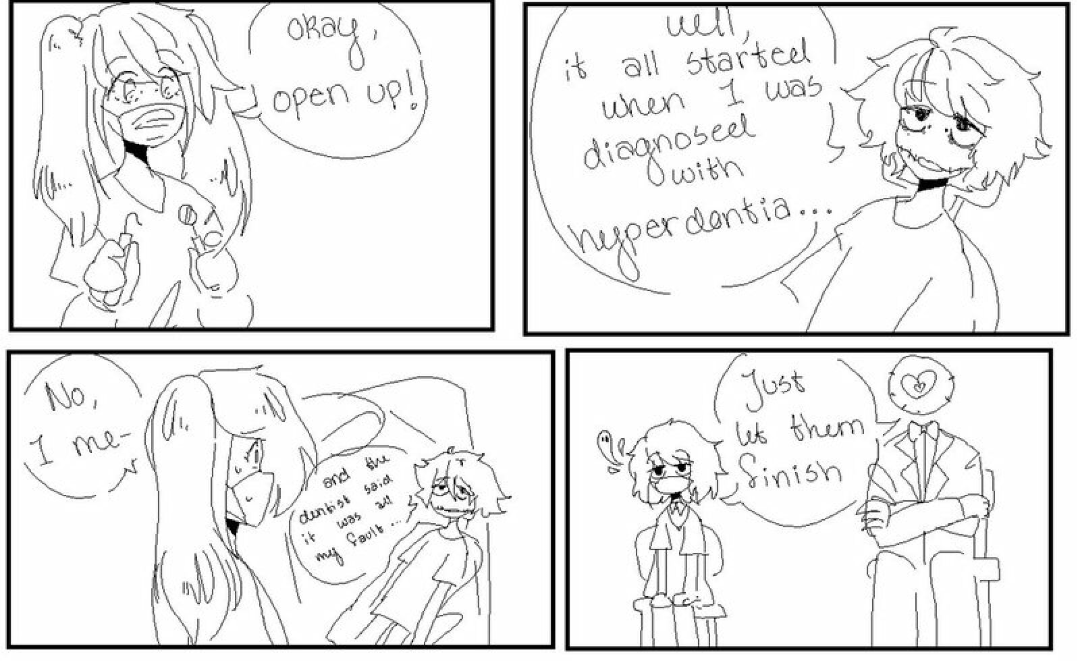 okay,
open up!
well,
it all started
when I was
diagnosed
with
hyperdontia...
No,
I me-
and the
dentist said
it was all
my fault...
Just
let them
finish